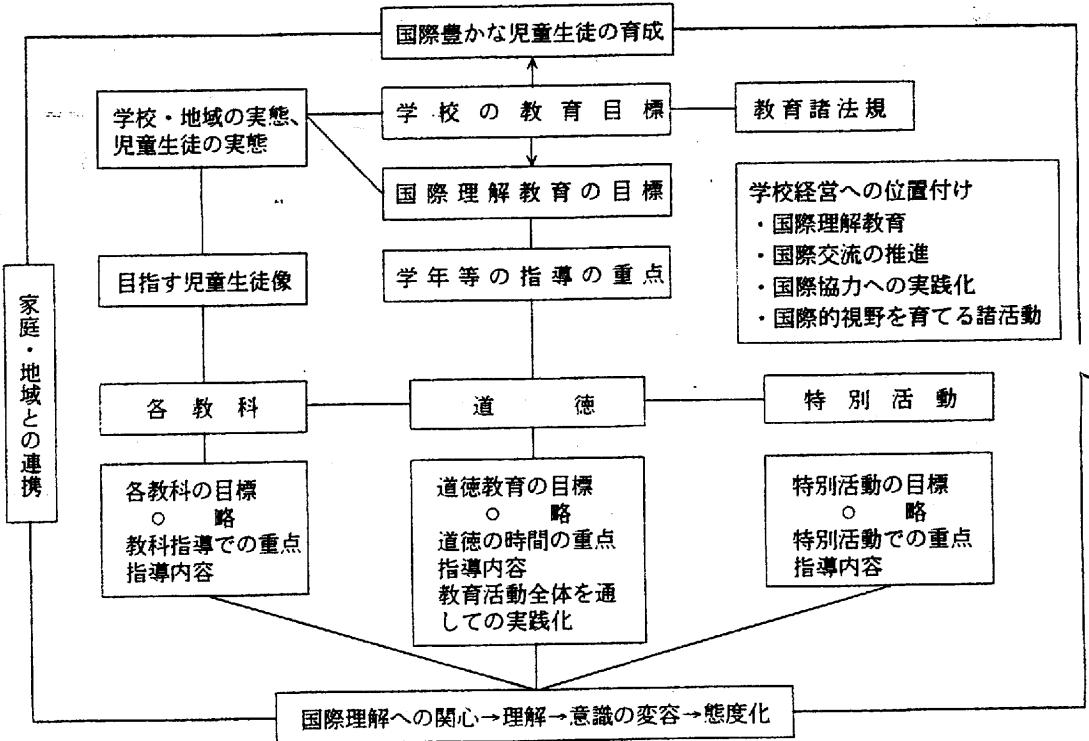 国際豊かな児童生徒の育成
学校・地域の実態、
児童生徒の実態
学校の教育目標
教育諸法規
国際理解教育の目標
学校経営への位置付け
・国際理解教育
・国際交流の推進
・国際協力への実践化
・国際的視野を育てる諸活動
目指す児童生徒像
学年等の指導の重点
家庭・地域との連携
各教科
道徳
特別活動
各教科の目標
○ 略
教科指導での重点
指導内容
道徳教育の目標
○ 略
道徳の時間の重点
指導内容
教育活動全体を通
しての実践化
特別活動の目標
○ 略
特別活動での重点
指導内容
国際理解への関心→理解→意識の変容→態度化